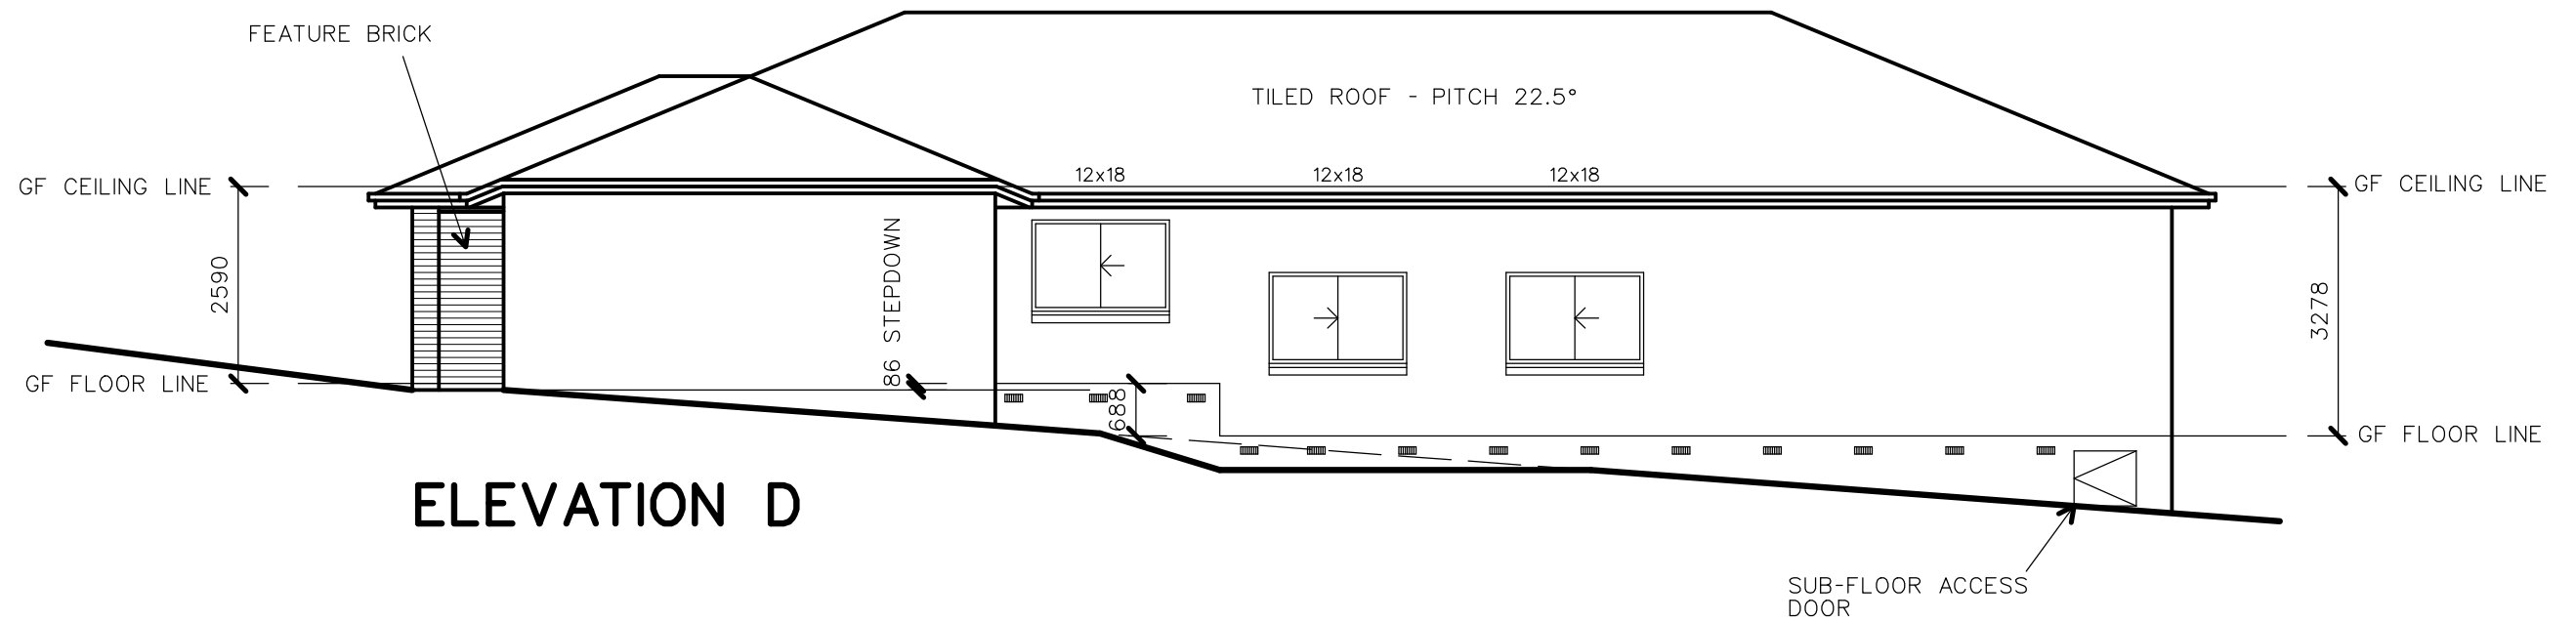 FEATURE BRICK
TILED ROOF - PITCH 22.5°
12x18
12x18
12x18
GF CEILING LINE
GF CEILING LINE
2590
86 STEPDOWN
3278
GF FLOOR LINE
688
GF FLOOR LINE
ELEVATION D
SUB-FLOOR ACCESS
DOOR